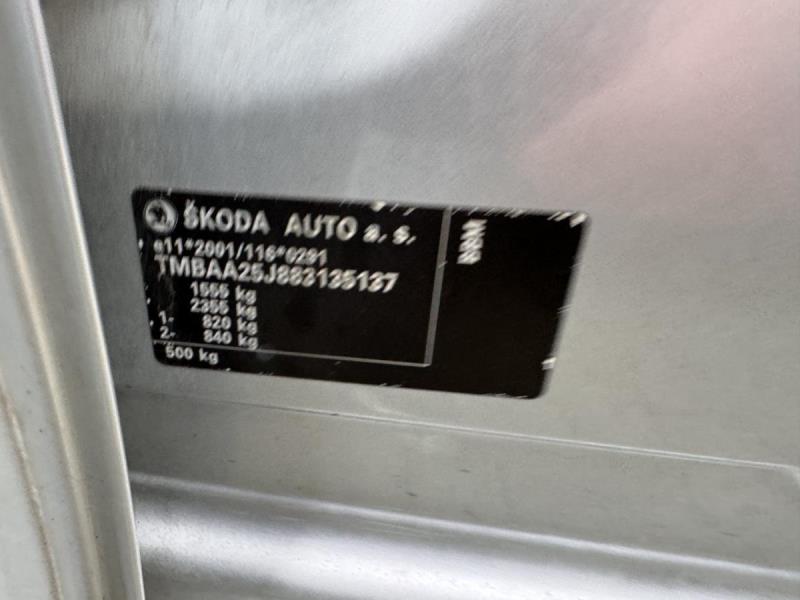 ŠKODA AUTO a. s.
e11*2001/116*0291
TMBAA25J883135137
1555 kg
2355 kg
1- 820 kg
2- 840 kg
500 kg
BBM